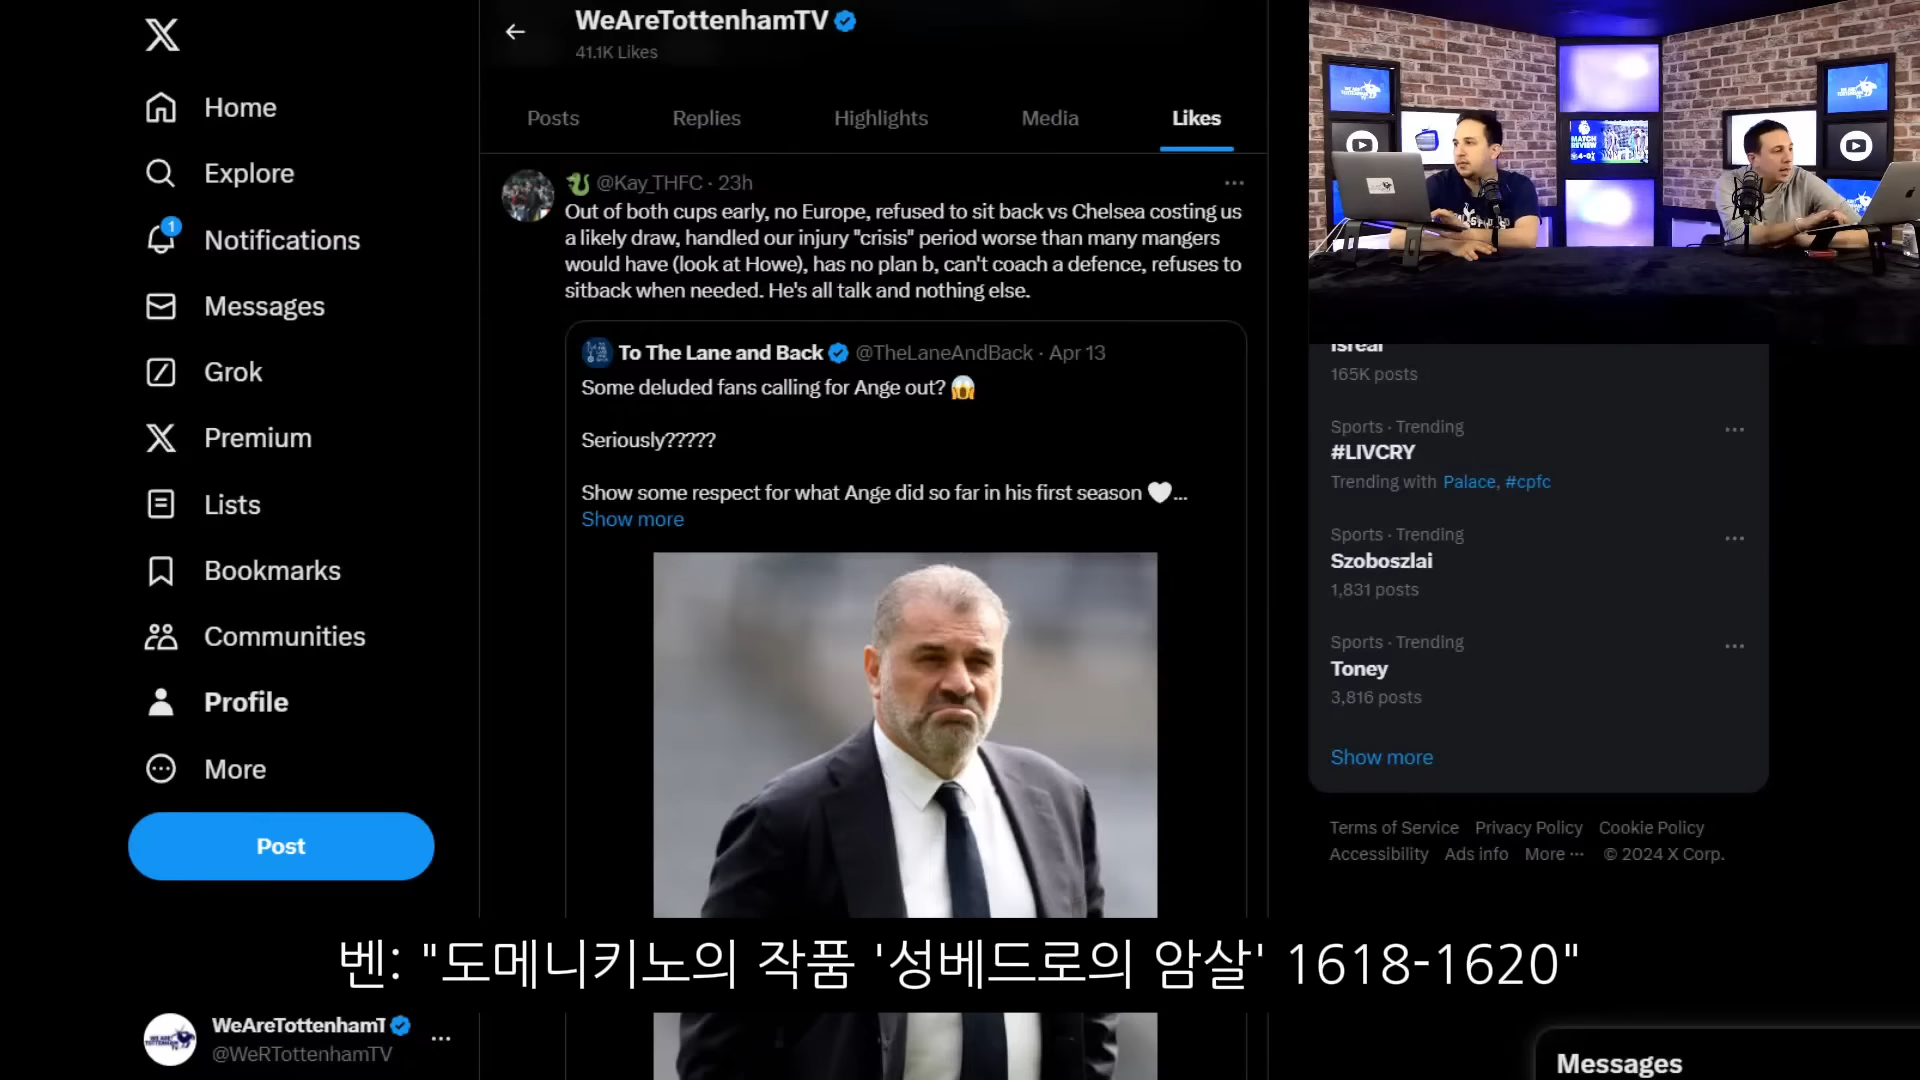 WeAreTottenhamTV
41.1K Likes
Posts
Replies
Highlights
Media
Likes
Home
Explore
1
Notifications
Messages
Grok
Premium
Lists
Bookmarks
Communities
Profile
More
Post
WeAreTottenhamT
@WeRTottenhamTV
@Kay_THFC · 23h
Out of both cups early, no Europe, refused to sit back vs Chelsea costing us
a likely draw, handled our injury "crisis" period worse than many mangers
would have (look at Howe), has no plan b, can't coach a defence, refuses to
sitback when needed. He's all talk and nothing else.
To The Lane and Back @TheLaneAndBack · Apr 13
Some deluded fans calling for Ange out? 😱
Seriously?????
Show some respect for what Ange did so far in his first season 🤍...
Show more
MATCH
REVIEW
4-0
Isreal
165K posts
Sports · Trending
#LIVCRY
Trending with Palace, #cpfc
Sports · Trending
Szoboszlai
1,831 posts
Sports · Trending
Toney
3,816 posts
Show more
Terms of Service Privacy Policy Cookie Policy
Accessibility Ads info More ··· © 2024 X Corp.
벤: "도메니키노의 작품 '성베드로의 암살' 1618-1620"
Messages